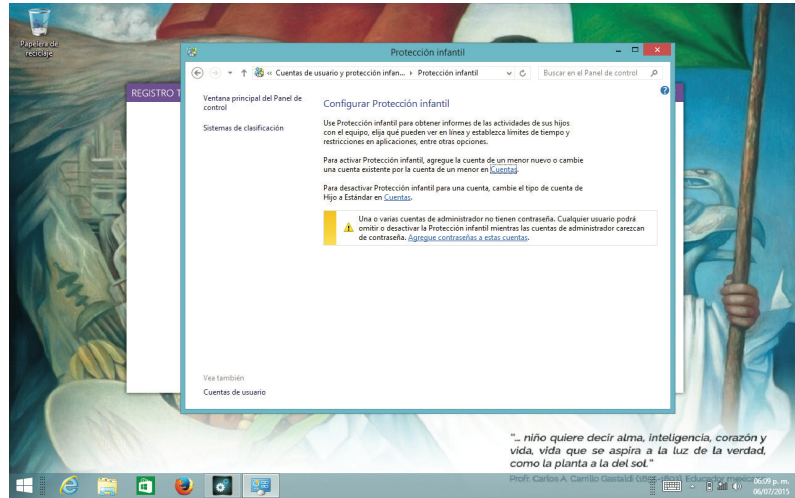 Papelera de
reciclaje
Protección infantil
« Cuentas de usuario y protección infan... Protección infantil
Buscar en el Panel de control
REGISTRO T
Ventana principal del Panel de
control
Sistemas de clasificación
Configurar Protección infantil
Use Protección infantil para obtener informes de las actividades de sus hijos
con el equipo, elija qué pueden ver en línea y establezca límites de tiempo y
restricciones en aplicaciones, entre otras opciones.
Para activar Protección infantil, agregue la cuenta de un menor nuevo o cambie
una cuenta existente por la cuenta de un menor en Cuentas.
Para desactivar Protección infantil para una cuenta, cambie el tipo de cuenta de
Hijo a Estándar en Cuentas.
Una o varias cuentas de administrador no tienen contraseña. Cualquier usuario podrá
omitir o desactivar la Protección infantil mientras las cuentas de administrador carezcan
de contraseña. Agregue contraseñas a estas cuentas.
Vea también
Cuentas de usuario
"... niño quiere decir alma, inteligencia, corazón y
vida, vida que se aspira a la luz de la verdad,
como la planta a la del sol."
Profr. Carlos A. Carrillo Gastaldi Educador
06:09 p. m.
06/07/2015